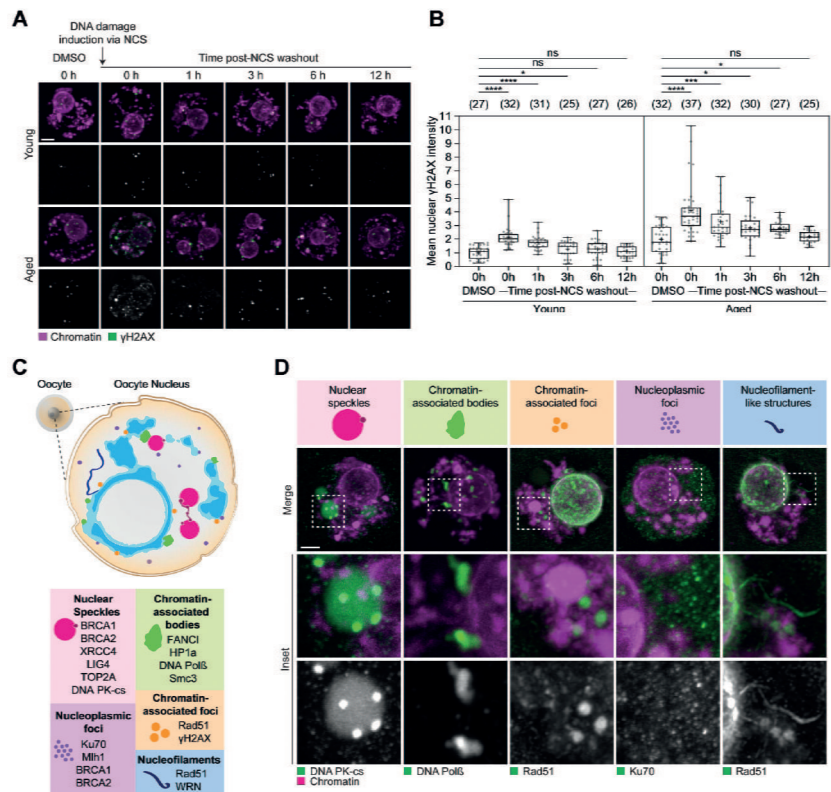 A
DNA damage
induction via NCS
DMSO
Time post-NCS washout
0 h
0 h
1 h
3 h
6 h
12 h
Young
Aged
Chromatin
γH2AX
B
ns
ns
*
****
****
ns
*
*
***
****
(27)
(32)
(31)
(25)
(27)
(26)
(32)
(37)
(32)
(30)
(27)
(25)
Mean nuclear γH2AX intensity
11
10
9
8
7
6
5
4
3
2
1
0
0h
0h
1h
3h
6h
12h
0h
0h
1h
3h
6h
12h
DMSO —Time post-NCS washout—
DMSO —Time post-NCS washout—
Young
Aged
C
Oocyte
Oocyte Nucleus
Nuclear
Speckles
BRCA1
BRCA2
XRCC4
LIG4
TOP2A
DNA PK-cs
Chromatin-
associated
bodies
FANCI
HP1a
DNA Polß
Smc3
Nucleoplasmic
foci
Ku70
Mlh1
BRCA1
BRCA2
Chromatin-
associated foci
Rad51
γH2AX
Nucleofilaments
Rad51
WRN
D
Nuclear
speckles
Chromatin-
associated bodies
Chromatin-
associated foci
Nucleoplasmic
foci
Nucleofilament-
like structures
Merge
Inset
DNA PK-cs
Chromatin
DNA Polß
Rad51
Ku70
Rad51